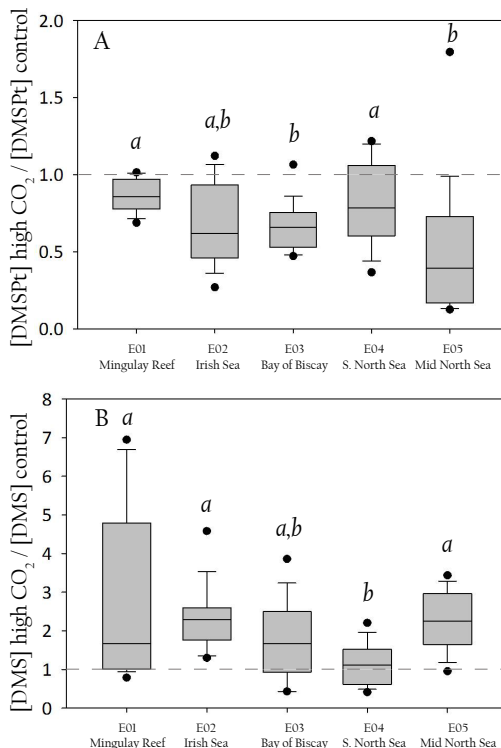 [DMSPt] high CO₂ / [DMSPt] control
A
2.0
1.5
1.0
0.5
0.0
a
a,b
b
a
b
E01 E02 E03 E04 E05
Mingulay Reef Irish Sea Bay of Biscay S. North Sea Mid North Sea
[DMS] high CO₂ / [DMS] control
B
8
7
6
5
4
3
2
1
0
a
a
a,b
b
a
E01 E02 E03 E04 E05
Mingulay Reef Irish Sea Bay of Biscay S. North Sea Mid North Sea